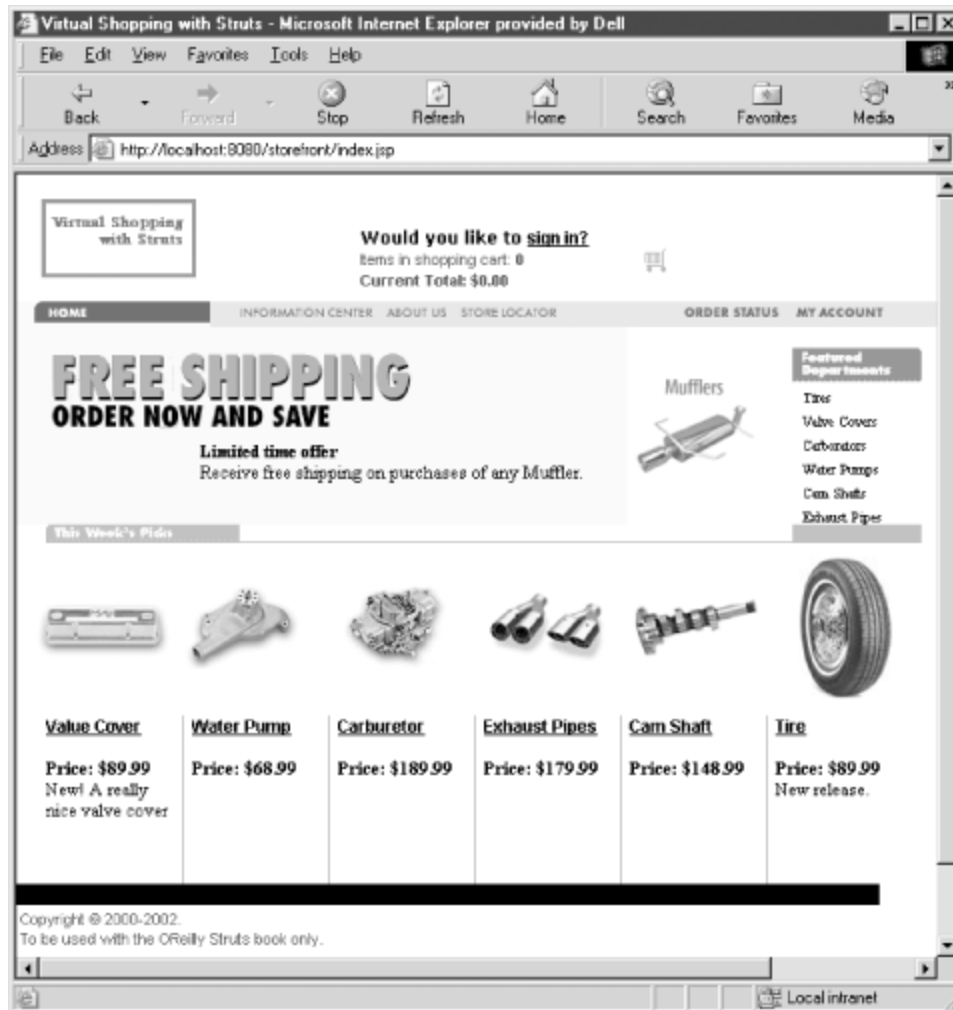 Virtual Shopping with Struts - Microsoft Internet Explorer provided by Dell
File Edit View Favorites Tools Help
Back Forward Stop Refresh Home Search Favorites Media »
Address http://localhost:8080/storefront/index.jsp
Virtual Shopping
with Struts
Would you like to sign in?
Items in shopping cart: 0
Current Total: $0.00
HOME INFORMATION CENTER ABOUT US STORE LOCATOR ORDER STATUS MY ACCOUNT
FREE SHIPPING
ORDER NOW AND SAVE
Limited time offer
Receive free shipping on purchases of any Muffler.
Mufflers
Featured
Departments
Tires
Valve Covers
Carborators
Water Pumps
Cam Shafts
Exhaust Pipes
This Week's Picks
Value Cover Water Pump Carburetor Exhaust Pipes Cam Shaft Tire
Price: $89.99 Price: $68.99 Price: $189.99 Price: $179.99 Price: $148.99 Price: $89.99
New! A really New release.
nice valve cover
Copyright © 2000-2002.
To be used with the OReilly Struts book only.
Local intranet